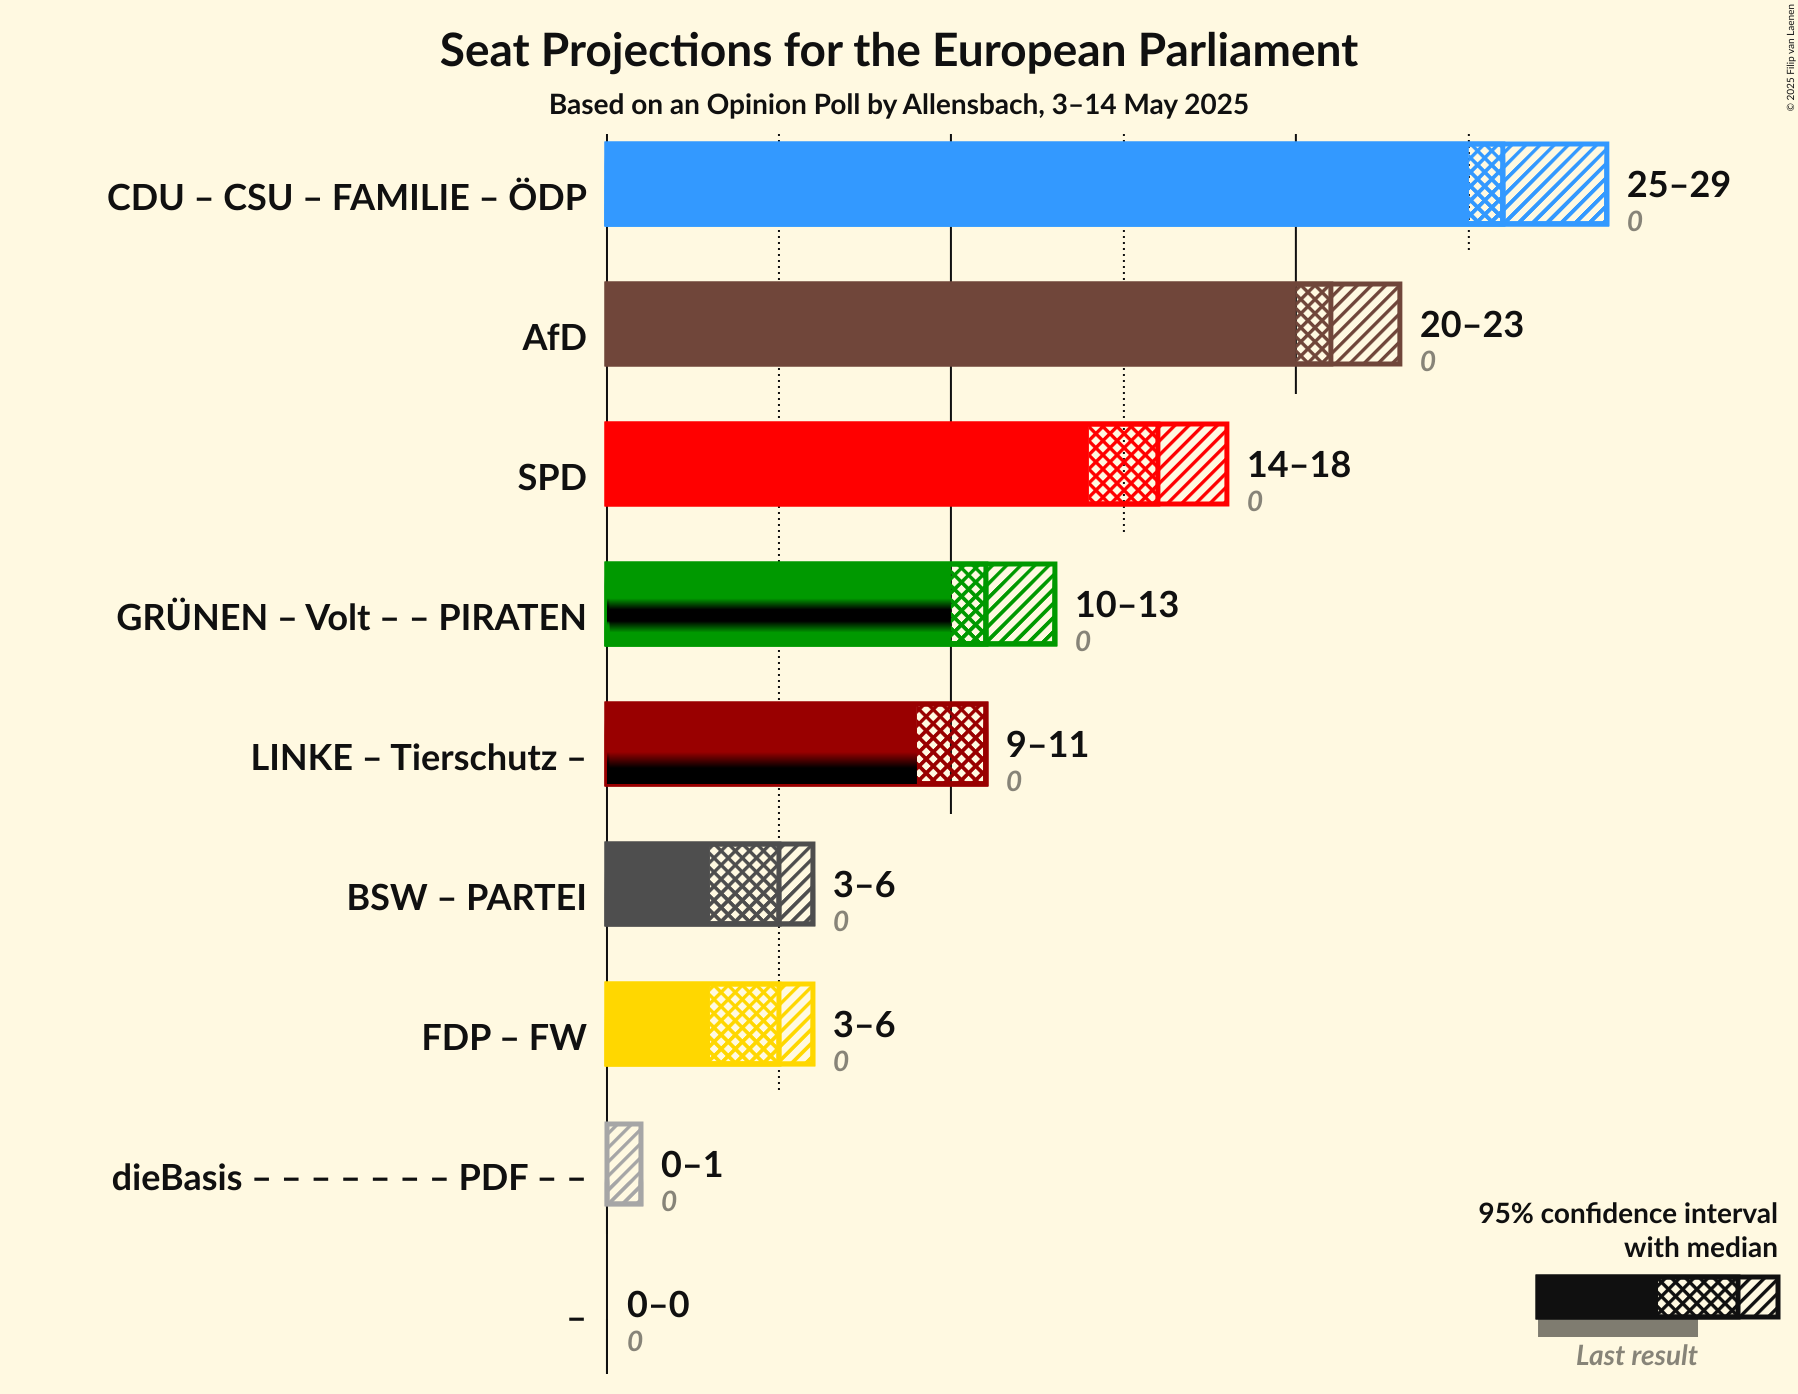 Seat Projections for the European Parliament
Based on an Opinion Poll by Allensbach, 3–14 May 2025
© 2025 Filip van Laenen
CDU – CSU – FAMILIE – ÖDP
25–29
0
AfD
20–23
0
SPD
14–18
0
GRÜNEN – Volt – – PIRATEN
10–13
0
LINKE – Tierschutz –
9–11
0
BSW – PARTEI
3–6
0
FDP – FW
3–6
0
dieBasis – – – – – – – PDF – –
0–1
0
–
0–0
0
95% confidence interval
with median
Last result